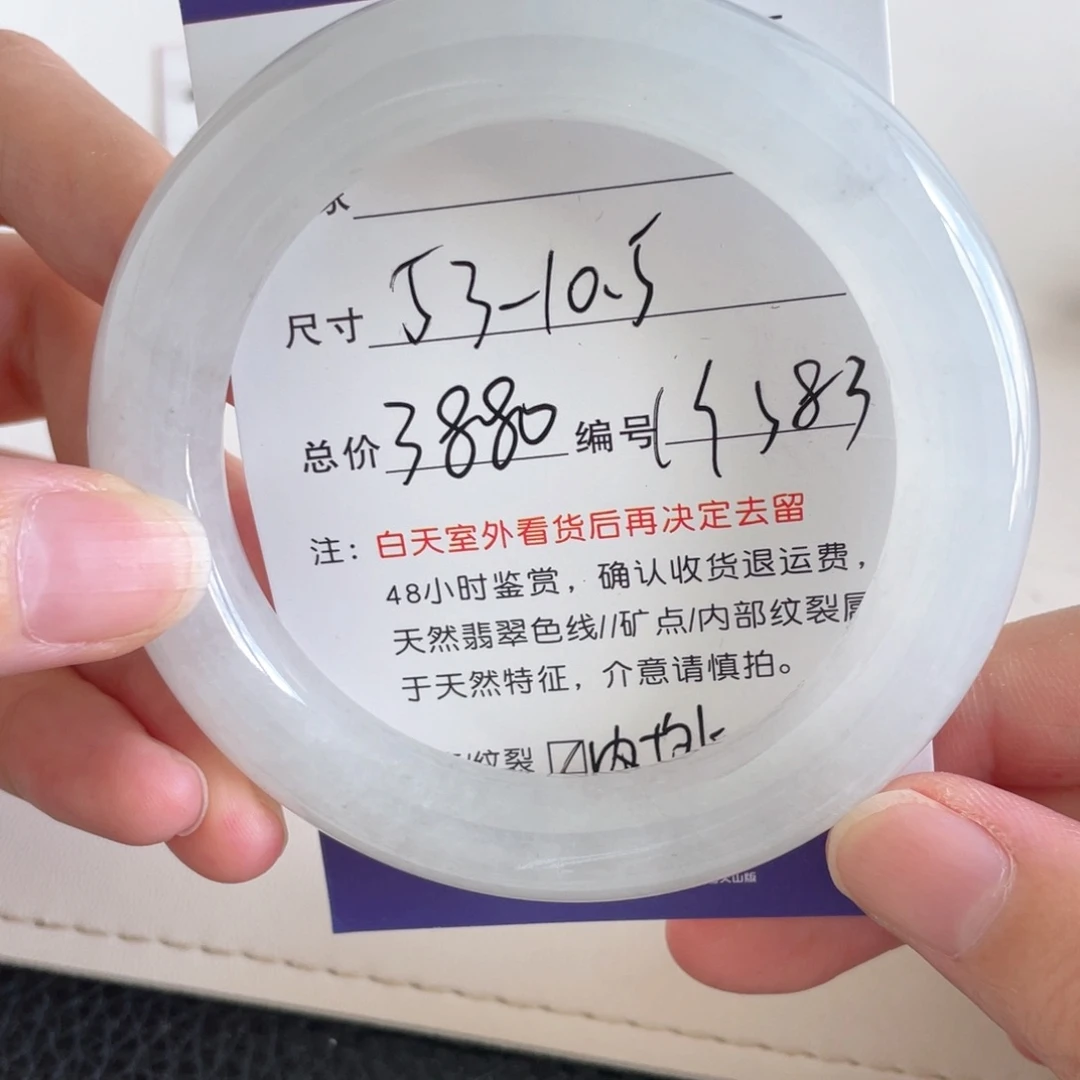 尺寸 53-10.5
总价 3880 编号
注：白天室外看货后再决定去留
48小时鉴赏，确认收货退运费，
天然翡翠色线//矿点/内部纹裂属
于天然特征，介意请慎拍。
纹裂 ☑内